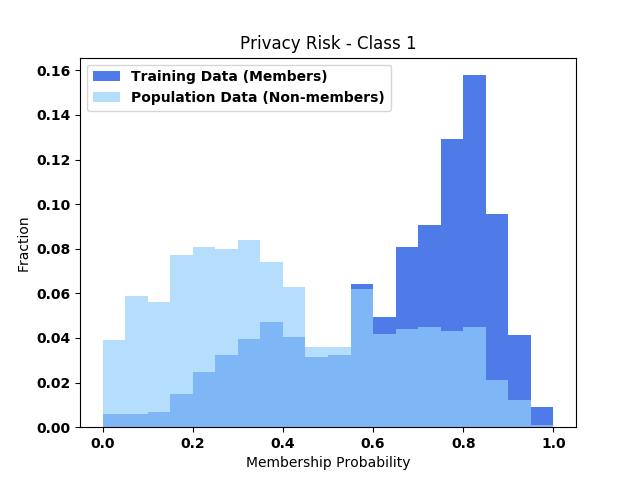 Privacy Risk - Class 1
Training Data (Members)
Population Data (Non-members)
0.16
0.14
0.12
0.10
0.08
0.06
0.04
0.02
0.00
Fraction
0.0 0.2 0.4 0.6 0.8 1.0
Membership Probability